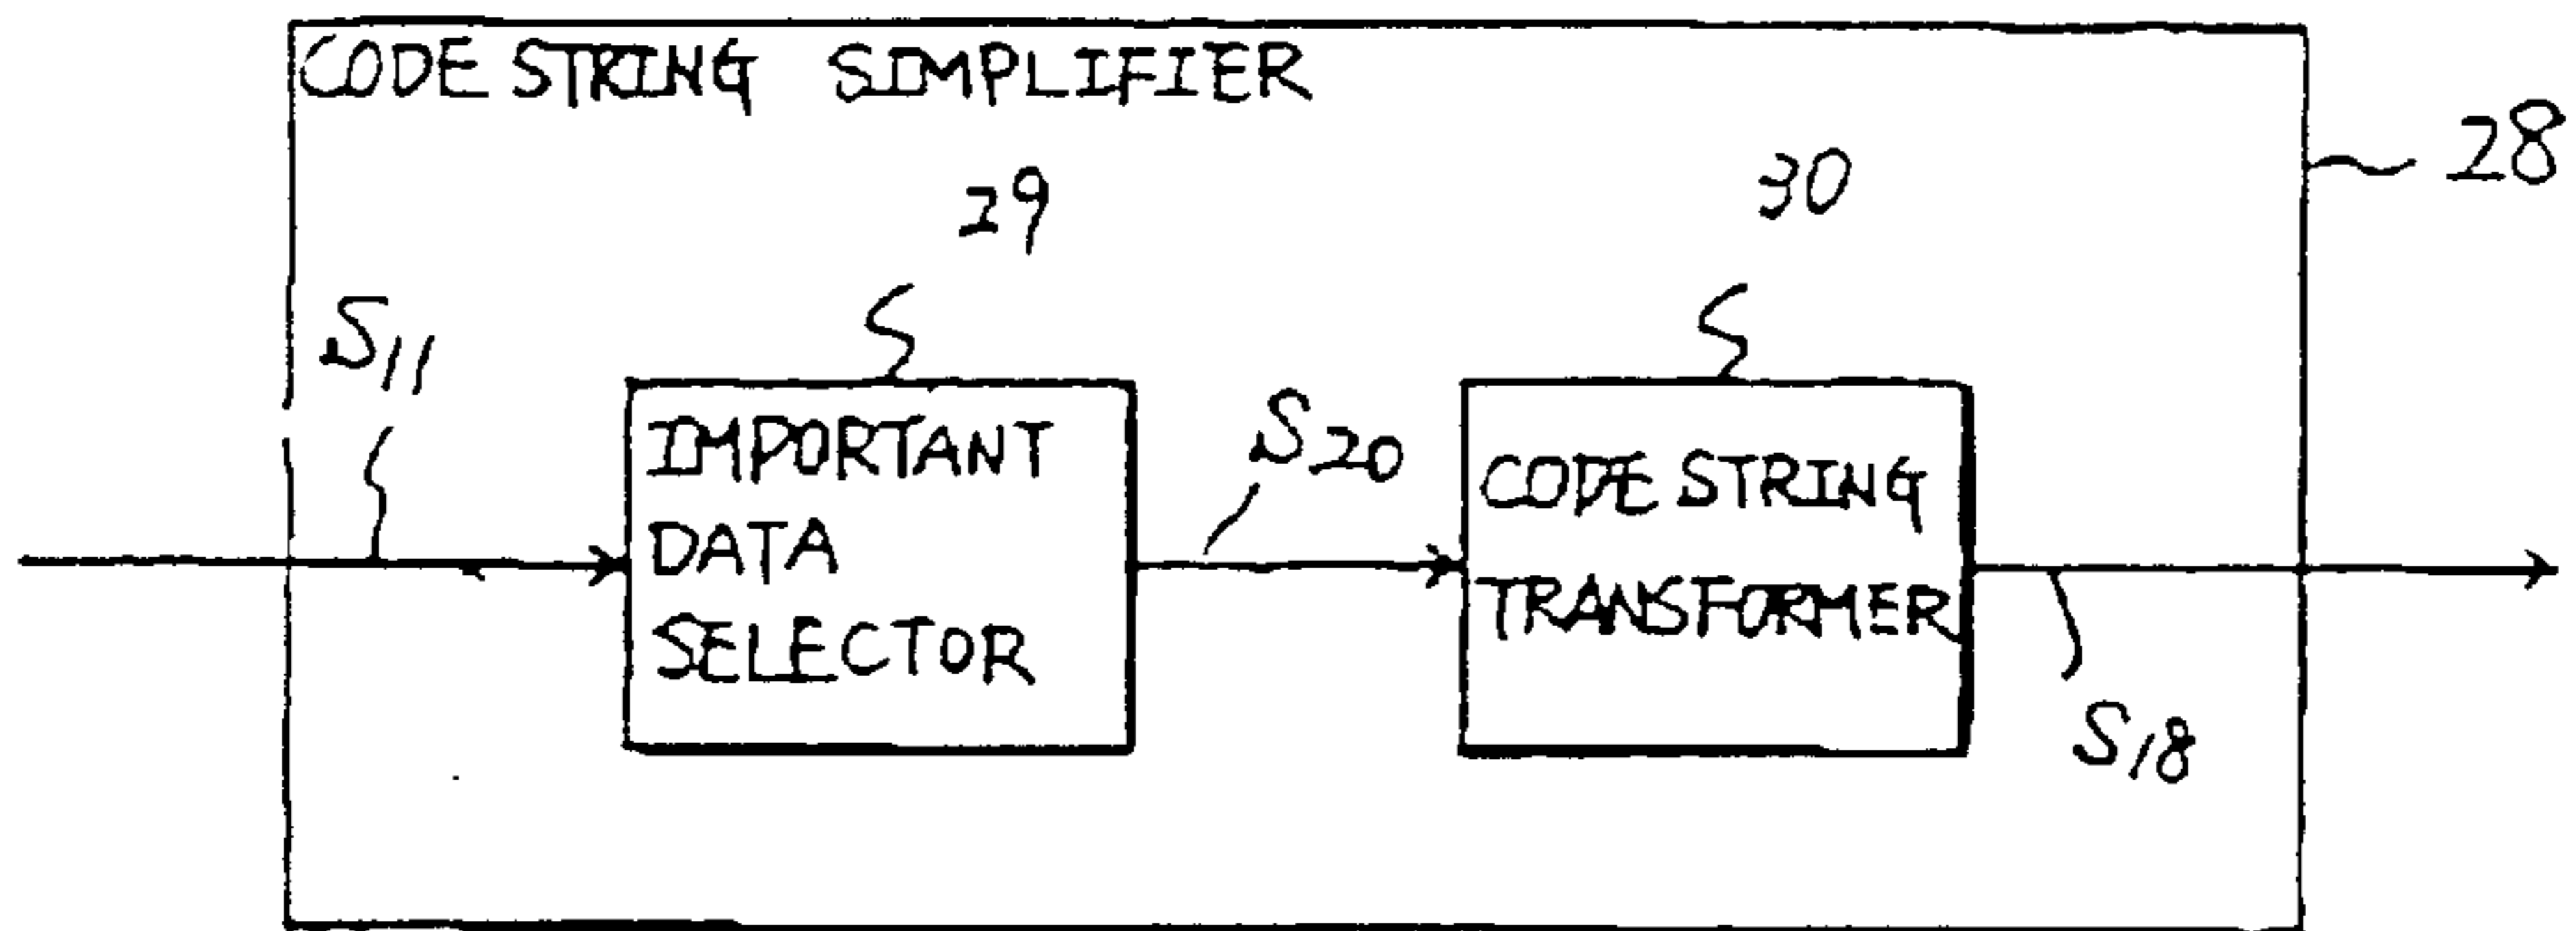 CODE STRING SIMPLIFIER
28
29
30
S11
IMPORTANT
DATA
SELECTOR
S20
CODE STRING
TRANSFORMER
S18